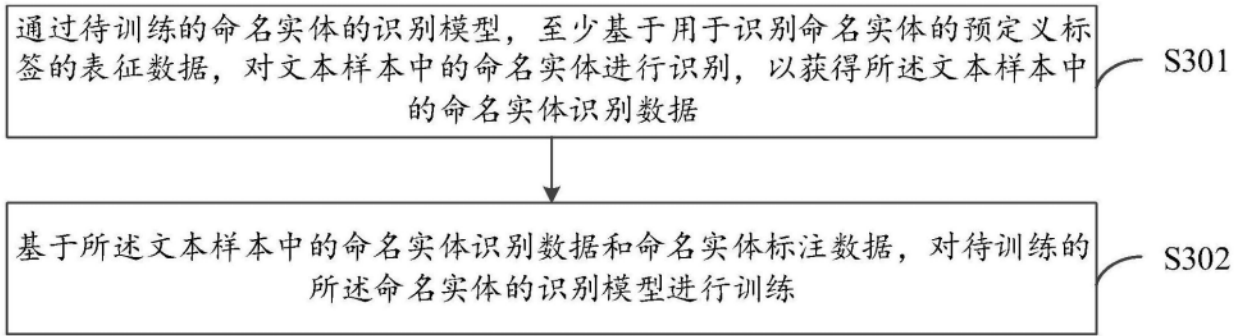 通过待训练的命名实体的识别模型，至少基于用于识别命名实体的预定义标
签的表征数据，对文本样本中的命名实体进行识别，以获得所述文本样本中
的命名实体识别数据
S301
基于所述文本样本中的命名实体识别数据和命名实体标注数据，对待训练的
所述命名实体的识别模型进行训练
S302